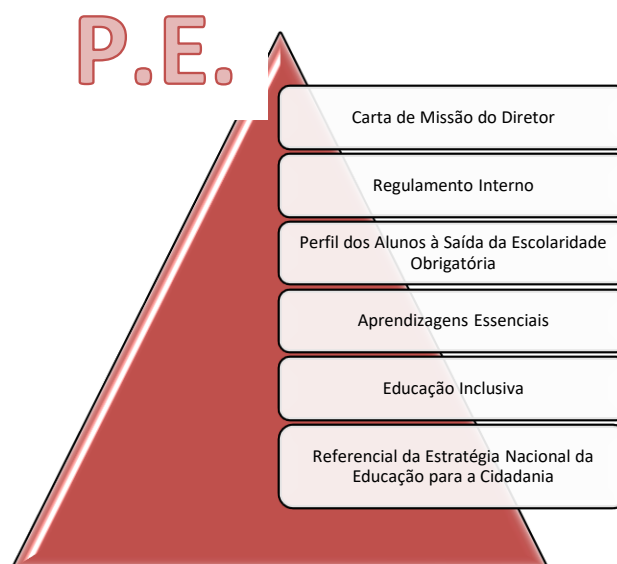 P.E.
Carta de Missão do Diretor
Regulamento Interno
Perfil dos Alunos à Saída da Escolaridade
Obrigatória
Aprendizagens Essenciais
Educação Inclusiva
Referencial da Estratégia Nacional da
Educação para a Cidadania